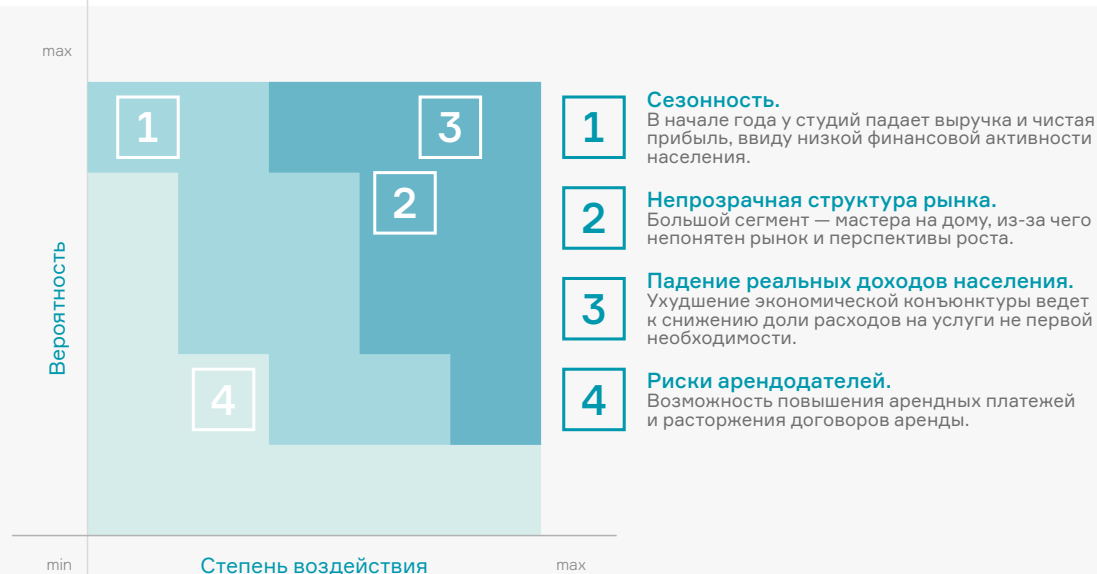 max
1
3
2
4
Вероятность
min
Степень воздействия
max
1
Сезонность.
В начале года у студий падает выручка и чистая
прибыль, ввиду низкой финансовой активности
населения.
2
Непрозрачная структура рынка.
Большой сегмент — мастера на дому, из-за чего
непонятен рынок и перспективы роста.
3
Падение реальных доходов населения.
Ухудшение экономической конъюнктуры ведет
к снижению доли расходов на услуги не первой
необходимости.
4
Риски арендодателей.
Возможность повышения арендных платежей
и расторжения договоров аренды.